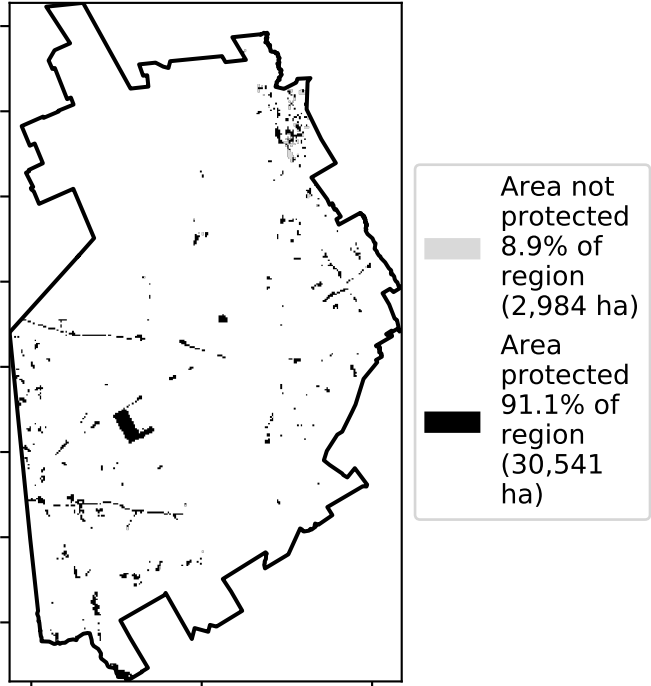 Area not
protected
8.9% of
region
(2,984 ha)
Area
protected
91.1% of
region
(30,541
ha)